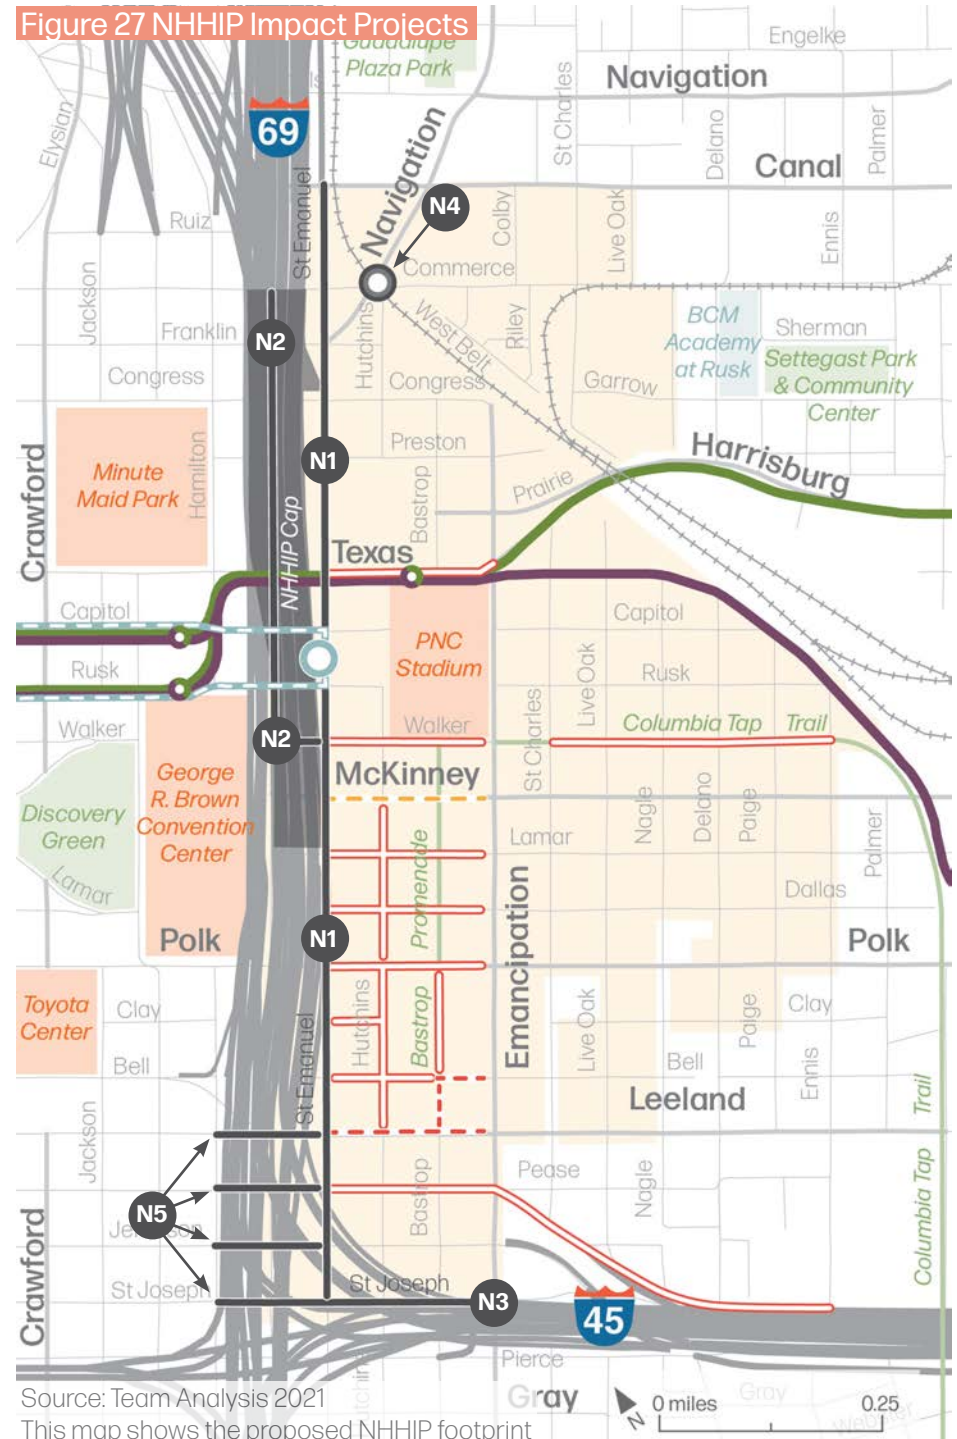 Figure 27 NHHIP Impact Projects
Guadalupe
Plaza Park
Engelke
Navigation
St Charles
Delano
Palmer
Elysian
69
Navigation
Canal
St Emanuel
N4
Ruiz
Colby
Live Oak
Ennis
Commerce
Jackson
Franklin
N2
Hutchins
West Belt
Riley
BCM
Academy
at Rusk
Sherman
Settegast Park
& Community
Center
Congress
Congress
Garrow
Crawford
Minute
Maid Park
Hamilton
N1
Preston
Bastrop
Prairie
Harrisburg
NHHIP Cap
Texas
Capitol
Capitol
PNC
Stadium
Rusk
Live Oak
Rusk
Walker
N2
Walker
St Charles
Columbia Tap
Trail
McKinney
George
R. Brown
Convention
Center
Discovery
Green
Lamar
Promenade
Lamar
Nagle
Delano
Paige
Palmer
Dallas
Polk
N1
Emancipation
Polk
Toyota
Center
Clay
Hutchins
Bastrop
Live Oak
Paige
Clay
Bell
St Emanuel
Bell
Ennis
Leeland
Trail
Jackson
Bastrop
Pease
Nagle
Columbia Tap
N5
Crawford
St Joseph
St Joseph
N3
45
Pierce
Gray
Gray
Webster
N
0 miles
0.25
Source: Team Analysis 2021
This map shows the proposed NHHIP footprint